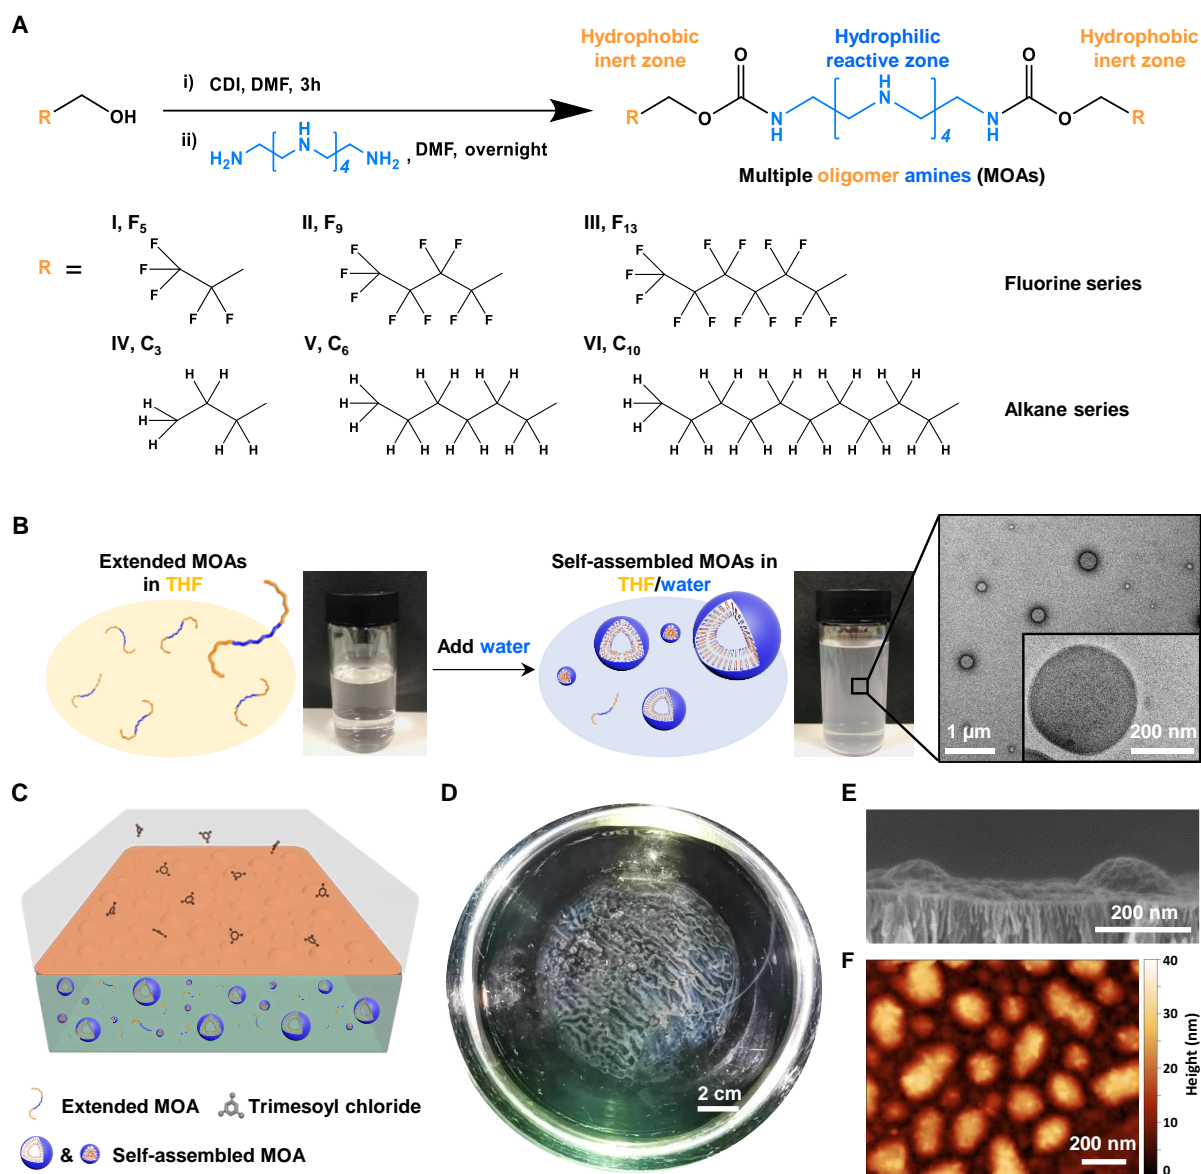 A
Hydrophobic
inert zone
Hydrophilic
reactive zone
Hydrophobic
inert zone
R OH
i) CDI, DMF, 3h
ii) H₂N H N 4 NH₂ , DMF, overnight
R O O N H H N 4 N H O O R
Multiple oligomer amines (MOAs)
R =
I, F₅
F F F F F
II, F₉
F F F F F F F F F
III, F₁₃
F F F F F F F F F F F F F
Fluorine series
IV, C₃
H H H H H H H
V, C₆
H H H H H H H H H H H H H
VI, C₁₀
H H H H H H H H H H H H H H H H H
Alkane series
B
Extended MOAs
in THF
Add water
Self-assembled MOAs in
THF/water
1 µm
200 nm
C
Extended MOA
Trimesoyl chloride
& Self-assembled MOA
D
2 cm
E
200 nm
F
200 nm
40
30
20
10
0
Height (nm)